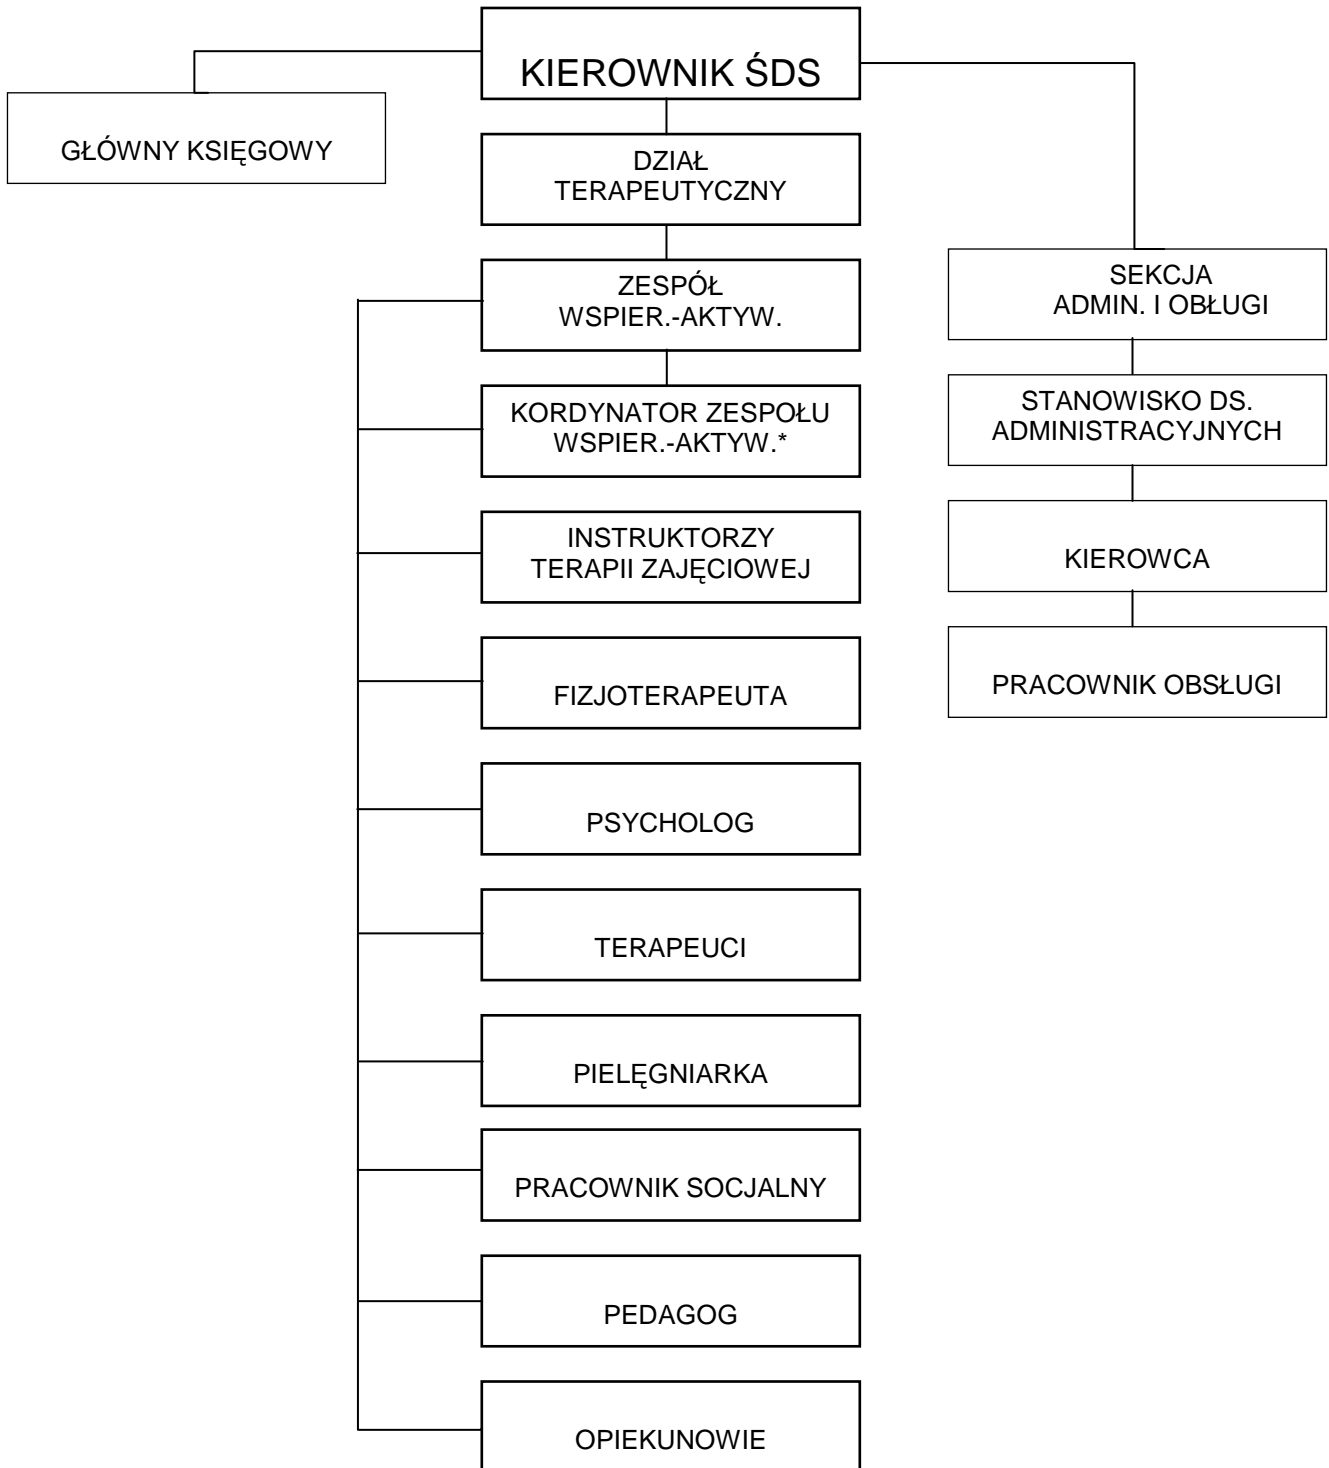 KIEROWNIK ŚDS
GŁÓWNY KSIĘGOWY
DZIAŁ
TERAPEUTYCZNY
ZESPÓŁ
WSPIER.-AKTYW.
KORDYNATOR ZESPOŁU
WSPIER.-AKTYW.*
INSTRUKTORZY
TERAPII ZAJĘCIOWEJ
FIZJOTERAPEUTA
PSYCHOLOG
TERAPEUCI
PIELĘGNIARKA
PRACOWNIK SOCJALNY
PEDAGOG
OPIEKUNOWIE
SEKCJA
ADMIN. I OBŁUGI
STANOWISKO DS.
ADMINISTRACYJNYCH
KIEROWCA
PRACOWNIK OBSŁUGI